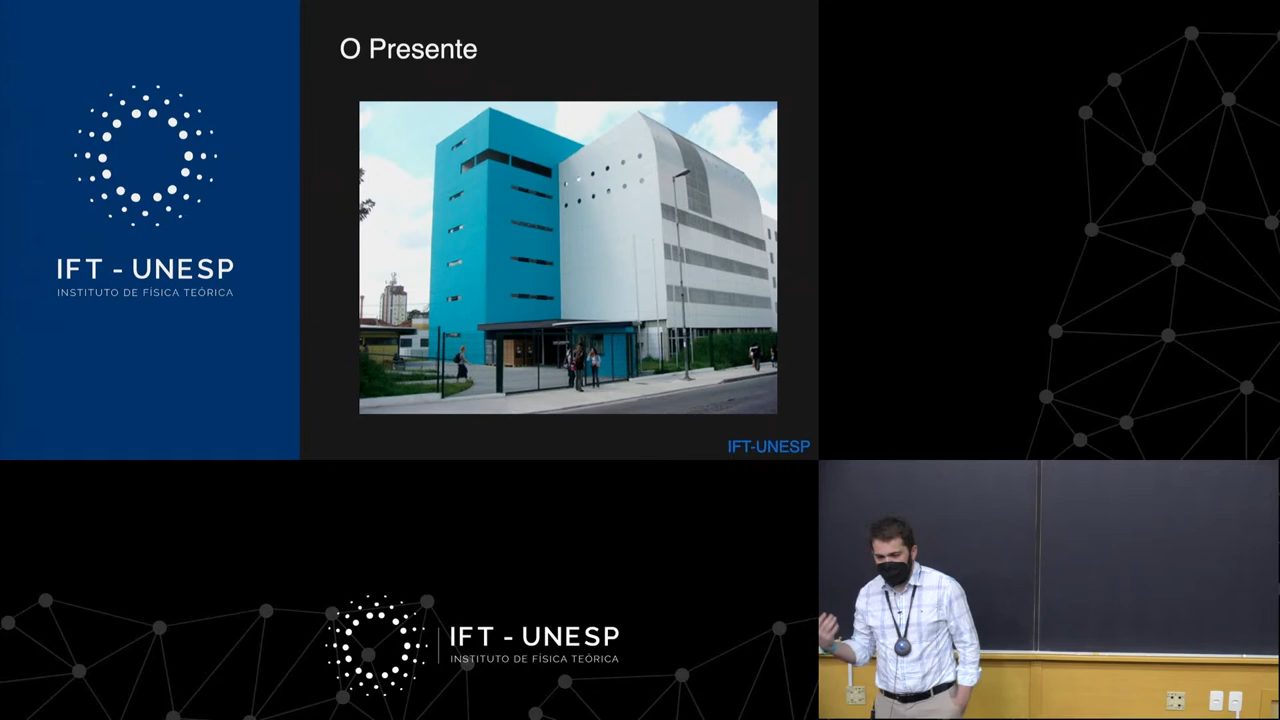 O Presente
IFT - UNESP
INSTITUTO DE FÍSICA TEÓRICA
IFT-UNESP
IFT - UNESP
INSTITUTO DE FÍSICA TEÓRICA